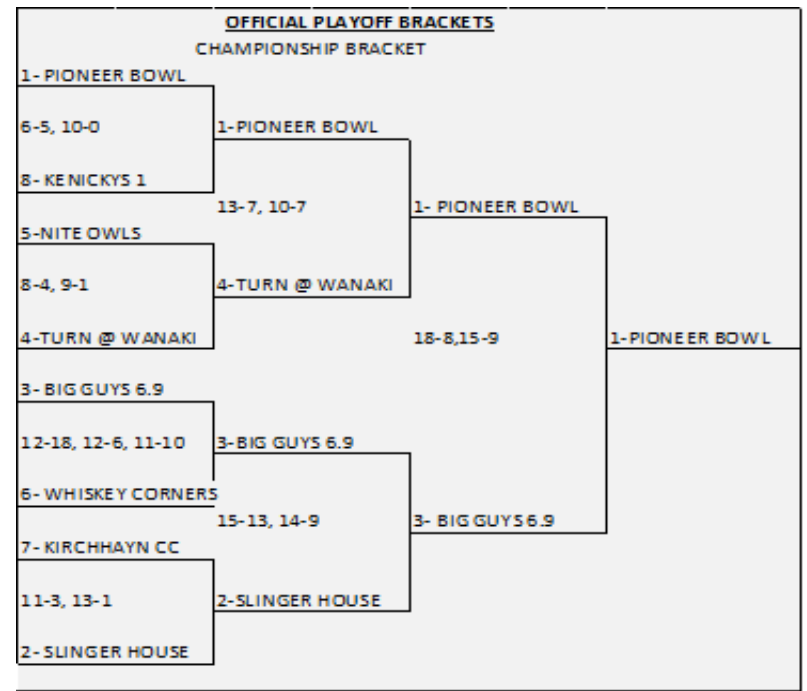 OFFICIAL PLAYOFF BRACKETS
CHAMPIONSHIP BRACKET
1- PIONEER BOWL
6-5, 10-0
1-PIONEER BOWL
8- KENICKYS 1
13-7, 10-7
1- PIONEER BOWL
5-NITE OWLS
8-4, 9-1
4-TURN @ WANAKI
4-TURN @ WANAKI
18-8,15-9
1-PIONEER BOWL
3- BIG GUYS 6.9
12-18, 12-6, 11-10
3-BIG GUYS 6.9
6- WHISKEY CORNERS
15-13, 14-9
3- BIG GUYS 6.9
7- KIRCHHAYN CC
11-3, 13-1
2-SLINGER HOUSE
2- SLINGER HOUSE